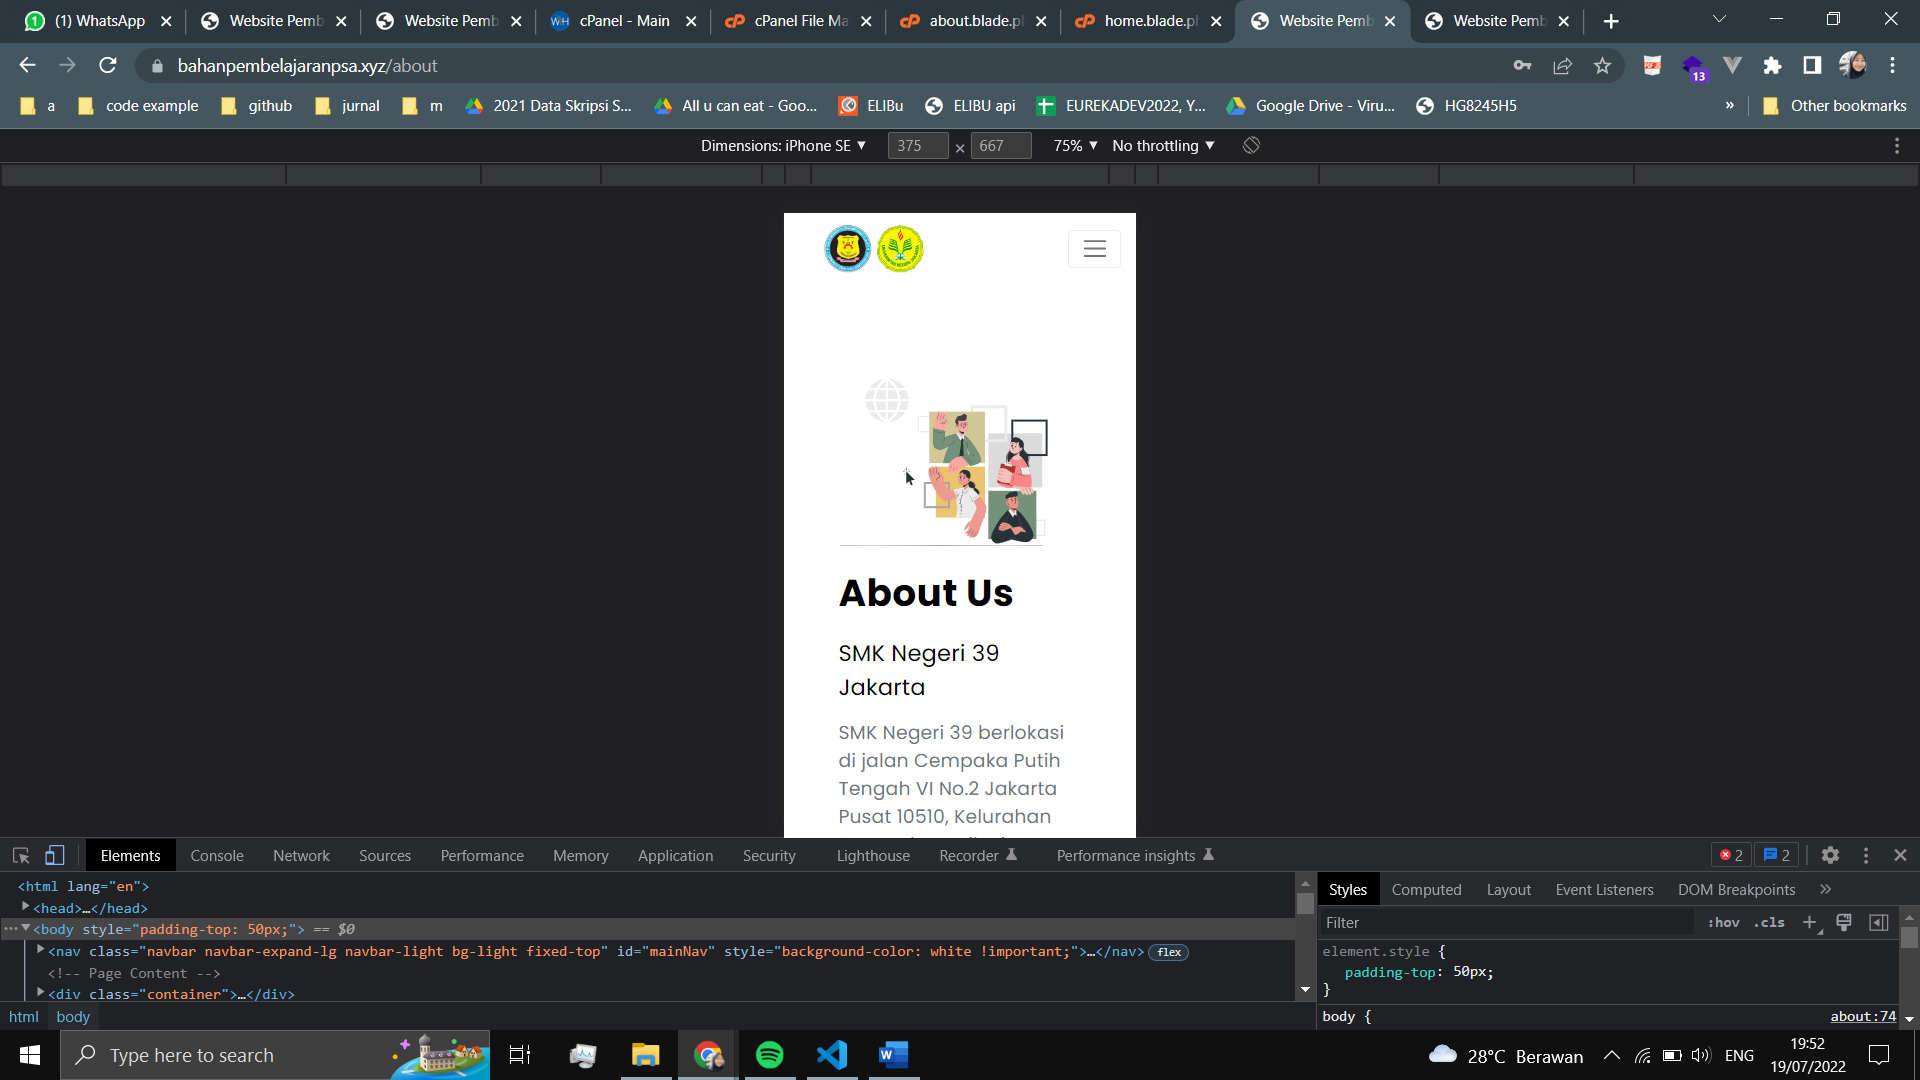 (1) WhatsApp
Website Pemb
Website Pemb
cPanel - Main
cPanel File Ma
about.blade.p
home.blade.p
Website Pemb
Website Pemb
bahanpembelajaranpsa.xyz/about
13
a
code example
github
jurnal
m
2021 Data Skripsi S...
All u can eat - Goo...
ELIBu
ELIBU api
EUREKADEV2022, Y...
Google Drive - Viru...
HG8245H5
»
Other bookmarks
Dimensions: iPhone SE ▼
375
×
667
75% ▼
No throttling ▼
About Us
SMK Negeri 39
Jakarta
SMK Negeri 39 berlokasi
di jalan Cempaka Putih
Tengah VI No.2 Jakarta
Pusat 10510, Kelurahan
Elements
Console
Network
Sources
Performance
Memory
Application
Security
Lighthouse
Recorder
Performance insights
2
2
<html lang="en">
<head>…</head>
<body style="padding-top: 50px;"> == $0
<nav class="navbar navbar-expand-lg navbar-light bg-light fixed-top" id="mainNav" style="background-color: white !important;">…</nav> flex
<!-- Page Content -->
<div class="container">…</div>
html
body
Styles
Computed
Layout
Event Listeners
DOM Breakpoints
»
Filter
:hov
.cls
element.style {
padding-top: 50px;
}
body {
about:74
Type here to search
28°C Berawan
ENG
19:52
19/07/2022